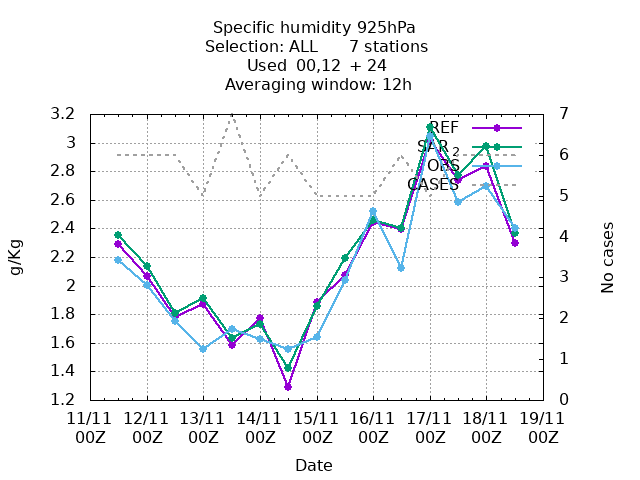 Specific humidity 925hPa
Selection: ALL 7 stations
Used 00,12 + 24
Averaging window: 12h
3.2
3
2.8
2.6
2.4
2.2
2
1.8
1.6
1.4
1.2
g/Kg
7
6
5
4
3
2
1
0
No cases
REF
SAR_2
OBS
CASES
11/11 12/11 13/11 14/11 15/11 16/11 17/11 18/11 19/11
00Z 00Z 00Z 00Z 00Z 00Z 00Z 00Z 00Z
Date